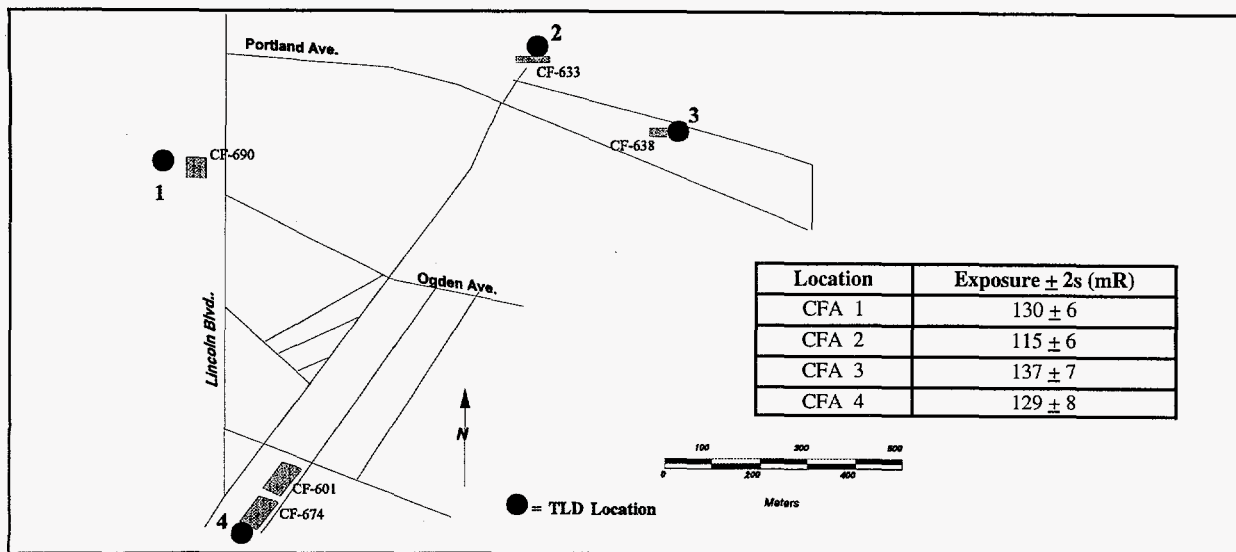 Portland Ave.
2
CF-633
3
CF-638
CF-690
1
Ogden Ave.
Lincoln Blvd..
Location Exposure ± 2s (mR)
CFA 1 130 ± 6
CFA 2 115 ± 6
CFA 3 137 ± 7
CFA 4 129 ± 8
N
100 300 500
0 200 400
Meters
CF-601
CF-674
4
= TLD Location